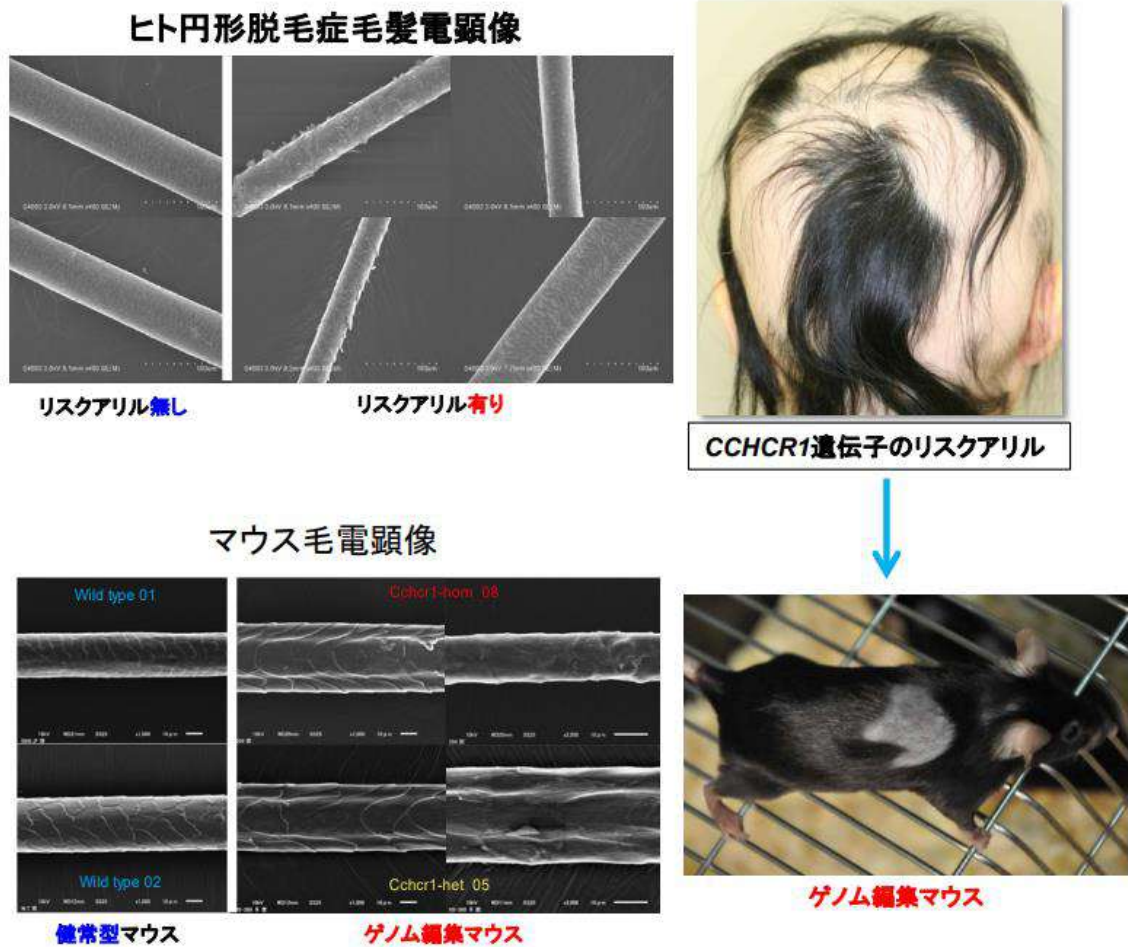 ヒト円形脱毛症毛髪電顕像
リスクアリル無し
リスクアリル有り
CCHCR1遺伝子のリスクアリル
マウス毛電顕像
Wild type 01
Cchcr1-hom 08
Wild type 02
Cchcr1-het 05
健常型マウス
ゲノム編集マウス
ゲノム編集マウス